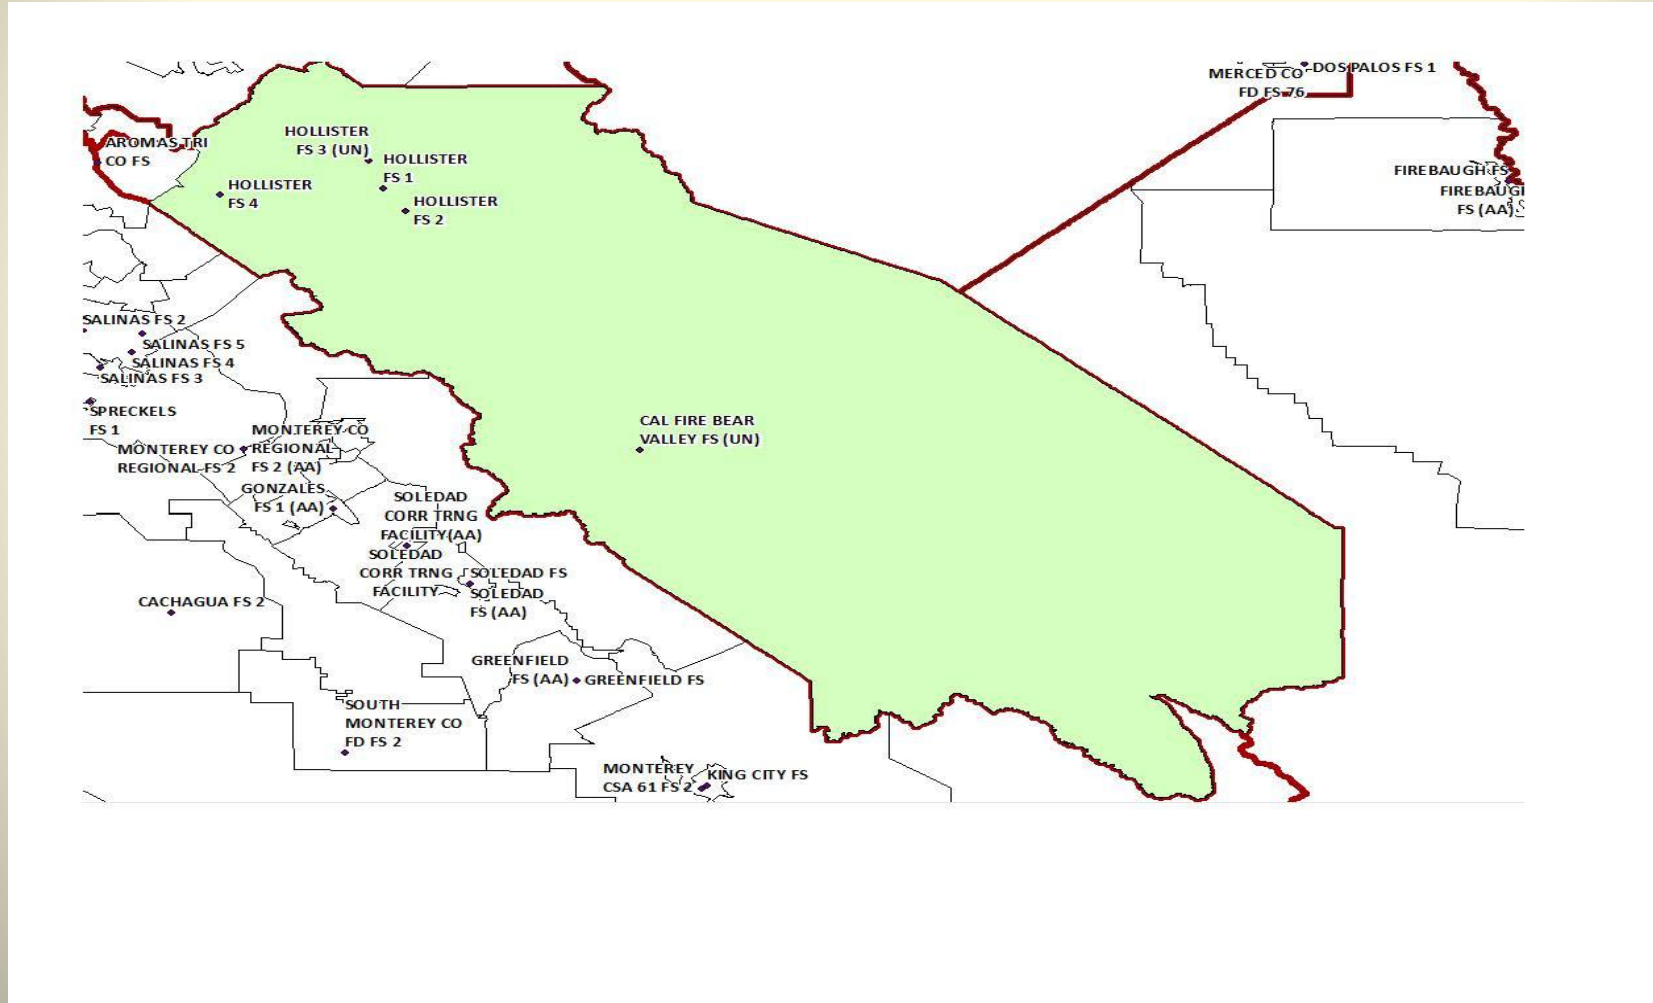 DOS PALOS FS 1
MERCED CO
FD FS 76
HOLLISTER
FS 3 (UN)
AROMAS TRI
CO FS
HOLLISTER
FS 1
HOLLISTER
FS 4
HOLLISTER
FS 2
FIREBAUGH FS
FIREBAUGH
FS (AA)
SALINAS FS 2
SALINAS FS 5
SALINAS FS 4
SALINAS FS 3
SPRECKELS
FS 1
CAL FIRE BEAR
VALLEY FS (UN)
MONTEREY CO
REGIONAL FS 2
MONTEREY CO
REGIONAL
FS 2 (AA)
GONZALES
FS 1 (AA)
SOLEDAD
CORR TRNG
FACILITY(AA)
SOLEDAD
CORR TRNG
FACILITY
SOLEDAD FS
SOLEDAD
FS (AA)
CACHAGUA FS 2
GREENFIELD
FS (AA)
GREENFIELD FS
SOUTH
MONTEREY CO
FD FS 2
MONTEREY
CSA 61 FS 2
KING CITY FS